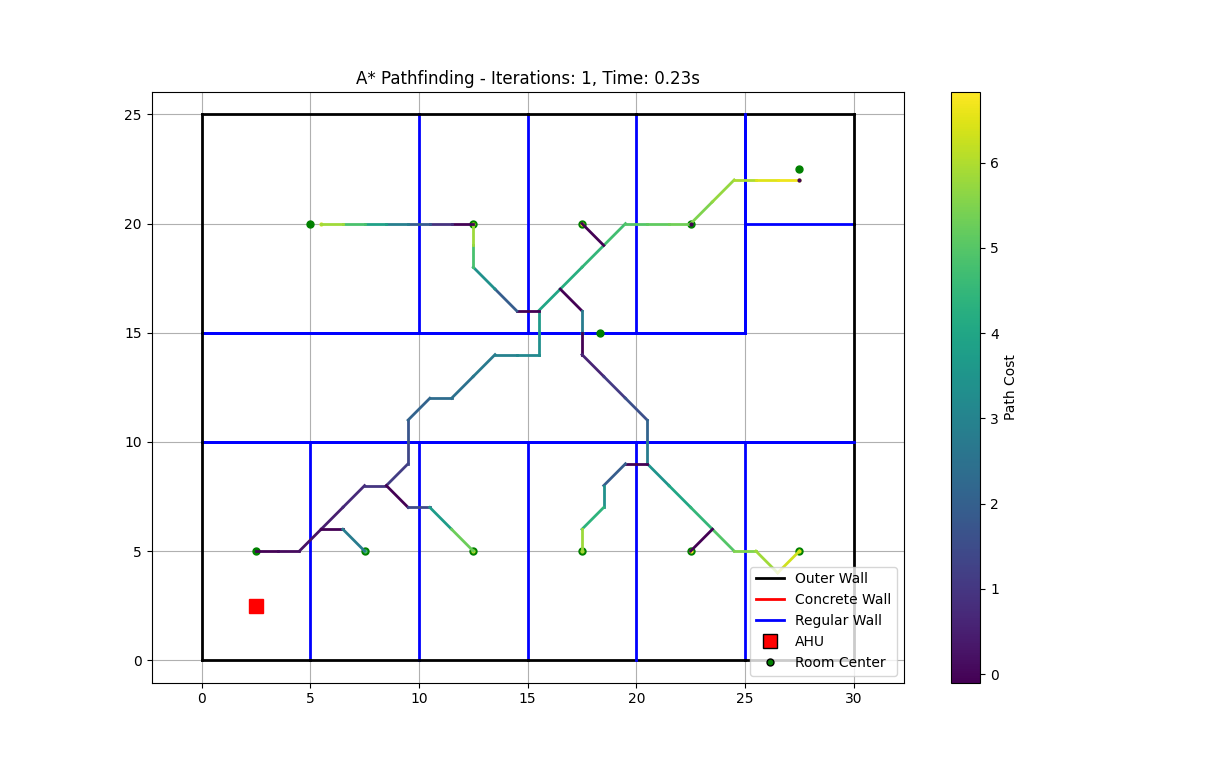 A* Pathfinding - Iterations: 1, Time: 0.23s
25
20
15
10
5
0
0
5
10
15
20
25
30
Outer Wall
Concrete Wall
Regular Wall
AHU
Room Center
6
5
4
3
2
1
0
Path Cost